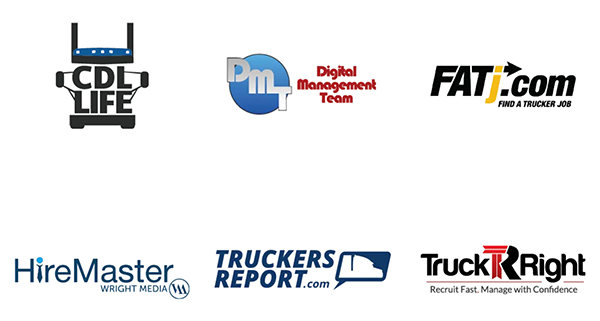 CDL
LIFE
DMT
Digital
Management
Team
FATj.com
FIND A TRUCKER JOB
HireMaster
WRIGHT MEDIA
TRUCKERS
REPORT.com
TruckRight
Recruit Fast. Manage with Confidence